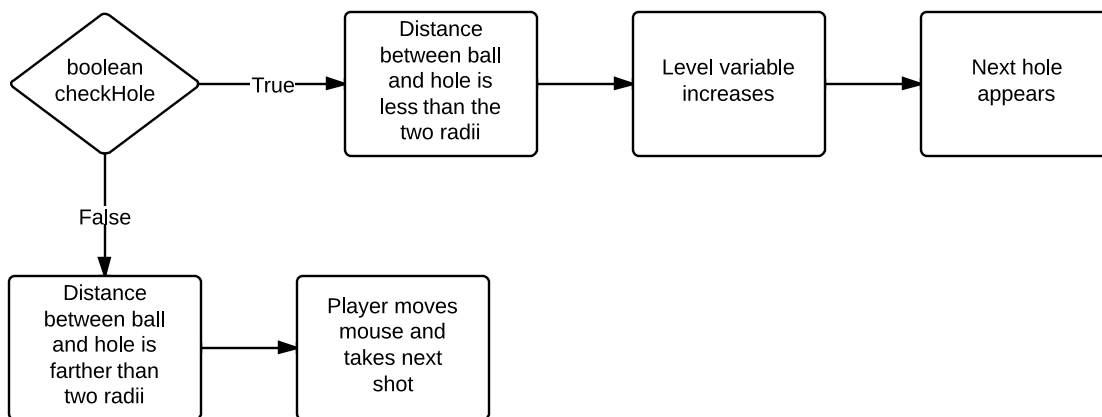 boolean
checkHole
True
Distance
between ball
and hole is
less than the
two radii
Level variable
increases
Next hole
appears
False
Distance
between ball
and hole is
farther than
two radii
Player moves
mouse and
takes next
shot